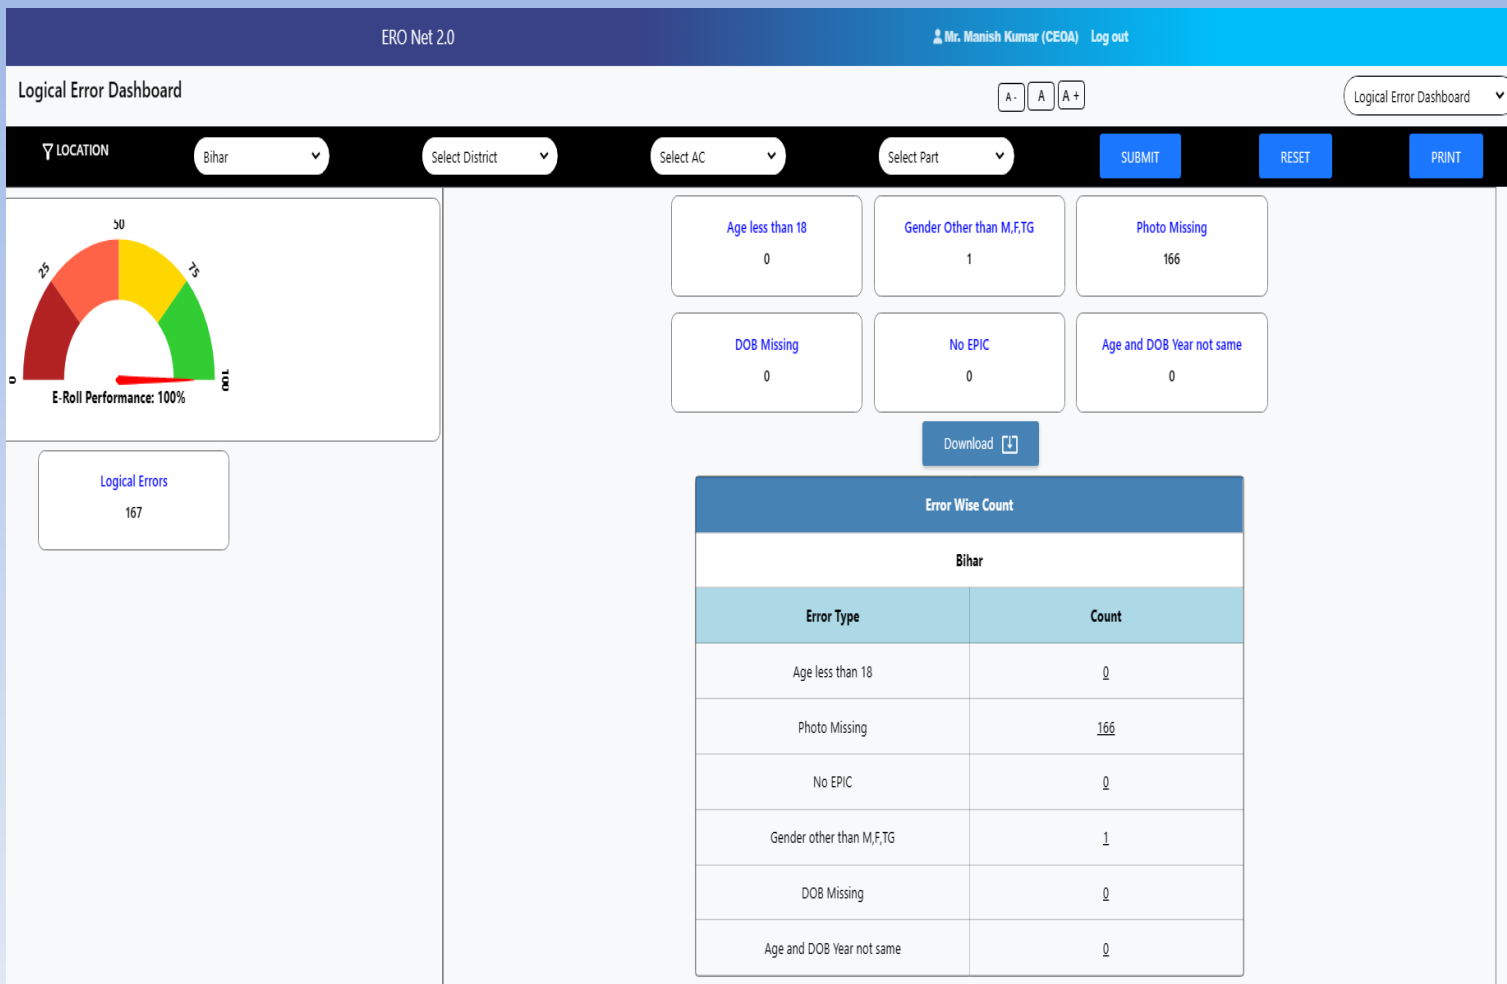 ERO Net 2.0
Mr. Manish Kumar (CEOA) Log out
Logical Error Dashboard
A - A A +
Logical Error Dashboard
LOCATION
Bihar
Select District
Select AC
Select Part
SUBMIT
RESET
PRINT
0 25 50 75 100
E-Roll Performance: 100%
Logical Errors
167
Age less than 18
0
Gender Other than M,F,TG
1
Photo Missing
166
DOB Missing
0
No EPIC
0
Age and DOB Year not same
0
Download
Error Wise Count
Bihar
Error Type Count
Age less than 18 0
Photo Missing 166
No EPIC 0
Gender other than M,F,TG 1
DOB Missing 0
Age and DOB Year not same 0